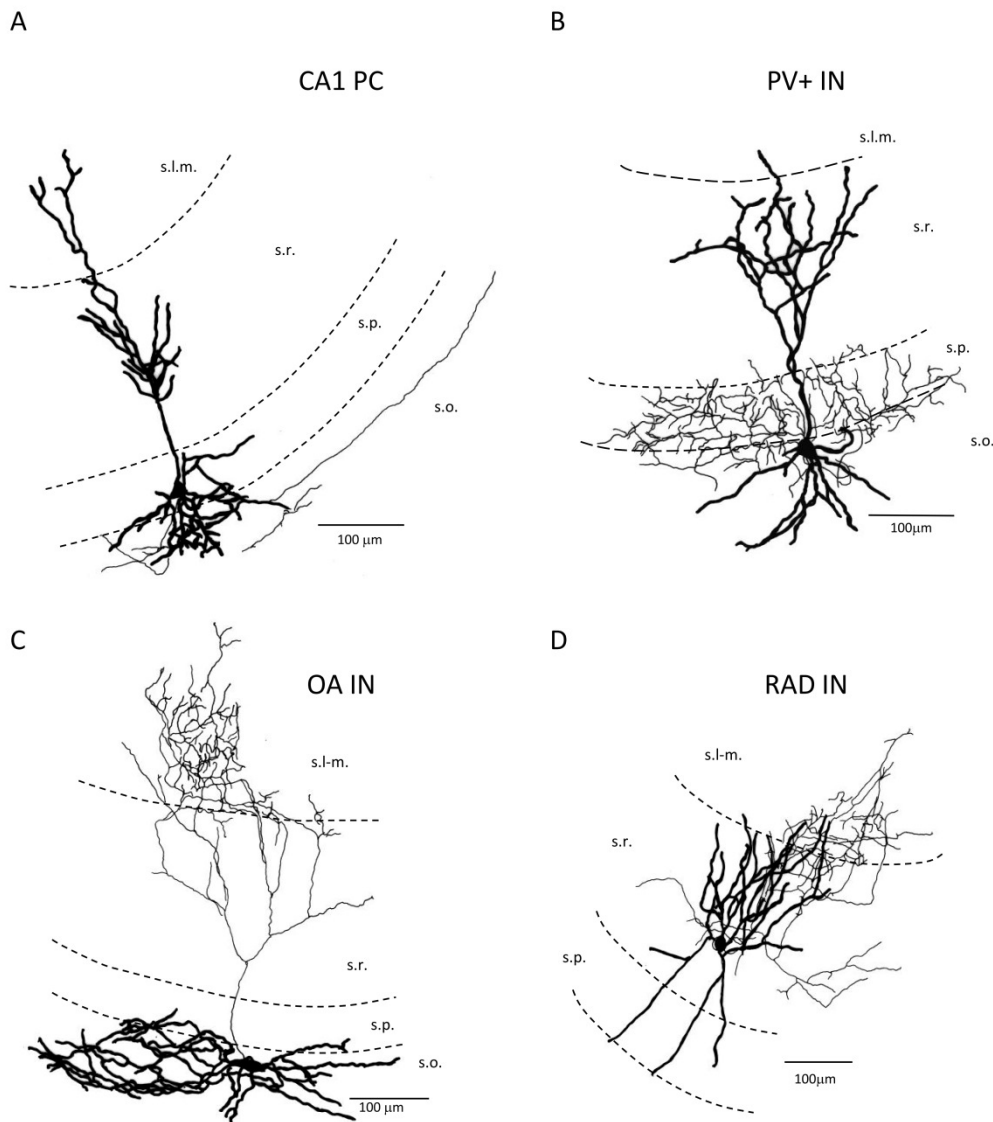 A
CA1 PC
s.l.m.
s.r.
s.p.
s.o.
100 μm
B
PV+ IN
s.l.m.
s.r.
s.p.
s.o.
100μm
C
OA IN
s.l-m.
s.r.
s.p.
s.o.
100 μm
D
RAD IN
s.l-m.
s.r.
s.p.
100μm